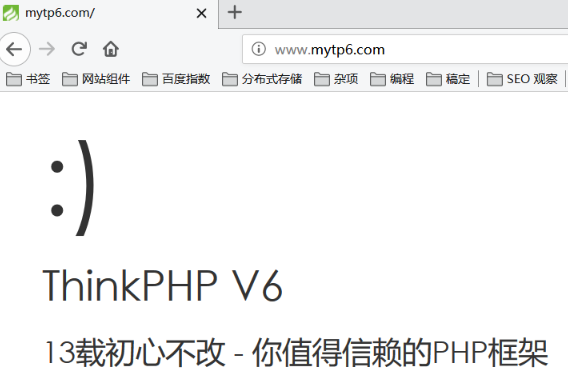 mytp6.com/
www.mytp6.com
书签 网站组件 百度指数 分布式存储 杂项 编程 稿定 SEO 观察
:)
ThinkPHP V6
13载初心不改 - 你值得信赖的PHP框架